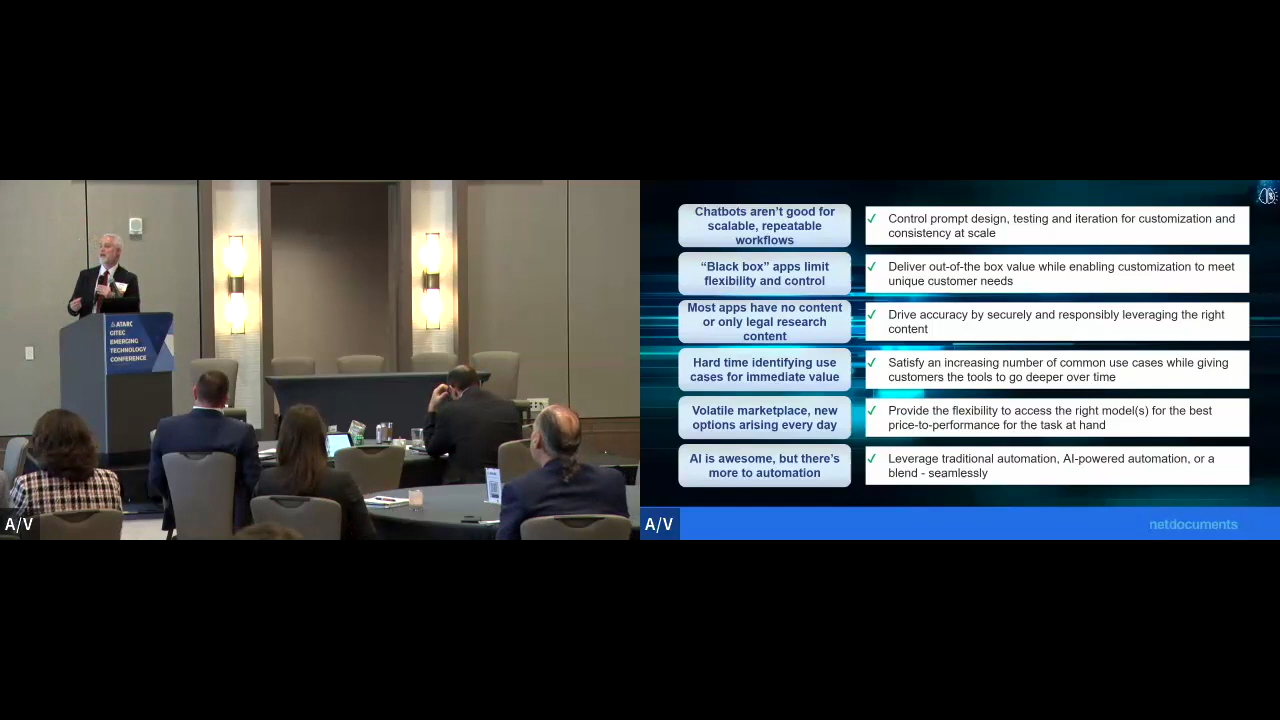 ATARC
GITEC
EMERGING
TECHNOLOGY
CONFERENCE
A/V
Chatbots aren't good for
scalable, repeatable
workflows
✓ Control prompt design, testing and iteration for customization and
consistency at scale
“Black box” apps limit
flexibility and control
✓ Deliver out-of-the box value while enabling customization to meet
unique customer needs
Most apps have no content
or only legal research
content
✓ Drive accuracy by securely and responsibly leveraging the right
content
Hard time identifying use
cases for immediate value
✓ Satisfy an increasing number of common use cases while giving
customers the tools to go deeper over time
Volatile marketplace, new
options arising every day
✓ Provide the flexibility to access the right model(s) for the best
price-to-performance for the task at hand
AI is awesome, but there's
more to automation
✓ Leverage traditional automation, AI-powered automation, or a
blend - seamlessly
A/V
netdocuments